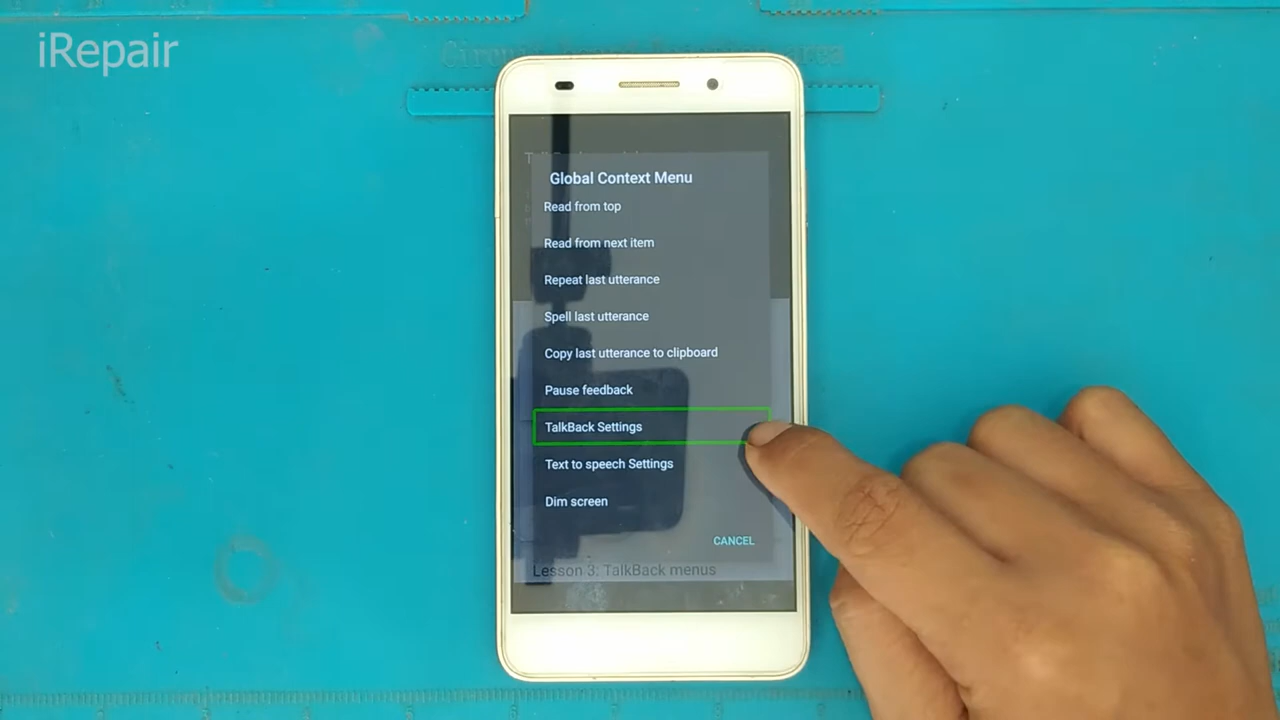 iRepair
Global Context Menu
Read from top
Read from next item
Repeat last utterance
Spell last utterance
Copy last utterance to clipboard
Pause feedback
TalkBack Settings
Text to speech Settings
Dim screen
CANCEL
Lesson 3: TalkBack menus